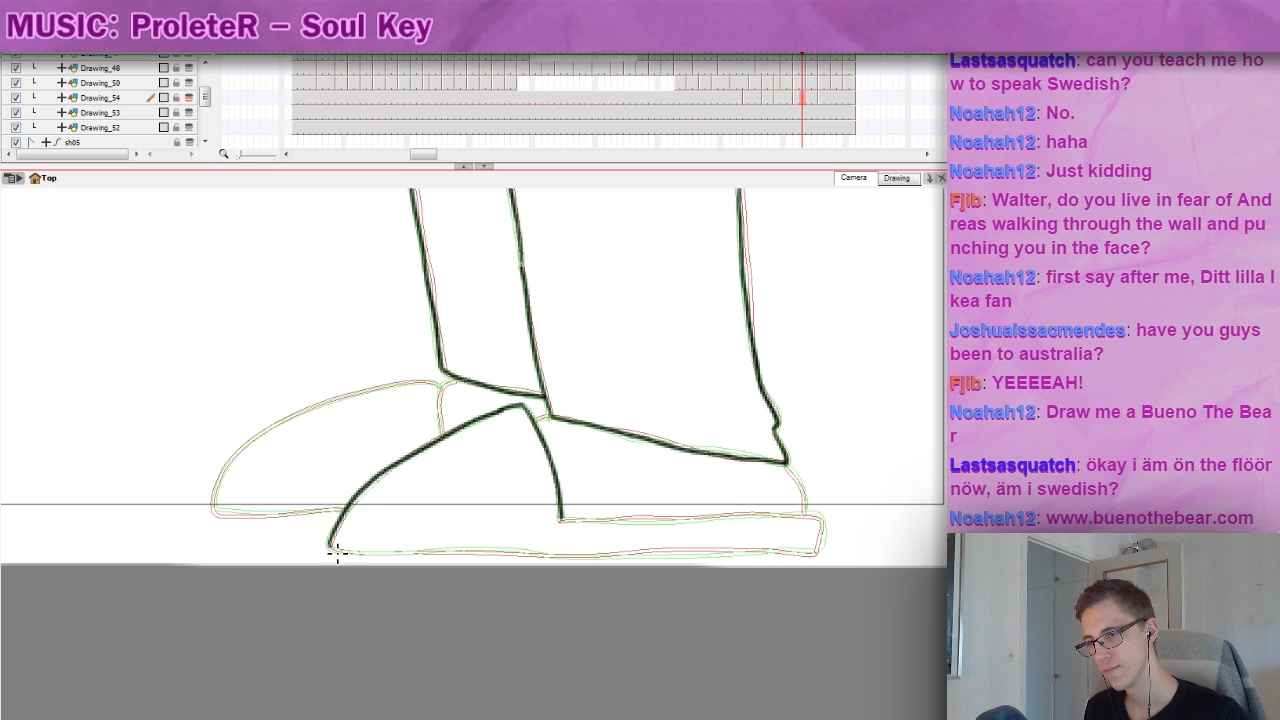 MUSIC: ProleteR – Soul Key
Drawing_48
Drawing_50
Drawing_54
Drawing_53
Drawing_52
sh05
Top
Camera
Drawing
Lastsasquatch: can you teach me ho
w to speak Swedish?
Noahah12: No.
Noahah12: haha
Noahah12: Just kidding
Fjib: Walter, do you live in fear of And
reas walking through the wall and pu
nching you in the face?
Noahah12: first say after me, Ditt lilla I
kea fan
Joshuaissacmendes: have you guys
been to australia?
Fjib: YEEEEAH!
Noahah12: Draw me a Bueno The Bea
r
Lastsasquatch: ökay i äm ön the flöör
nöw, äm i swedish?
Noahah12: www.buenothebear.com